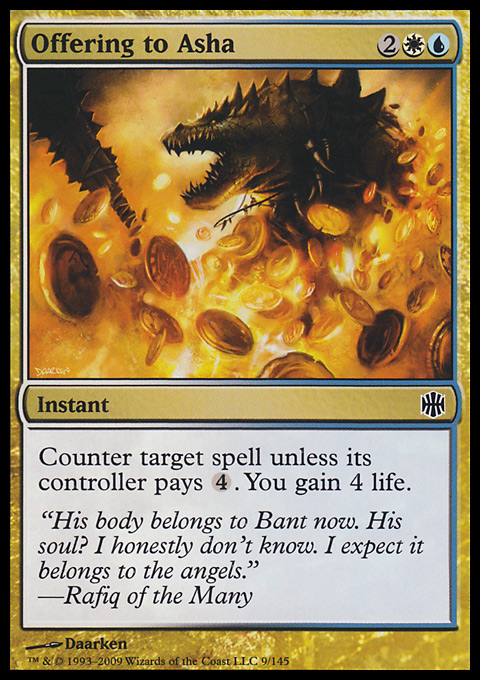 Offering to Asha 2
DAARKEN
Instant
Counter target spell unless its
controller pays 4. You gain 4 life.
“His body belongs to Bant now. His
soul? I honestly don’t know. I expect it
belongs to the angels.”
—Rafiq of the Many
Daarken
™ & © 1993–2009 Wizards of the Coast LLC 9/145